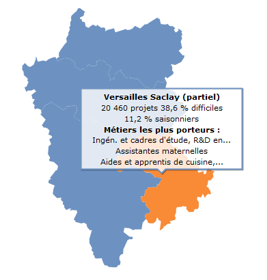 Versailles Saclay (partiel)
20 460 projets 38,6 % difficiles
11,2 % saisonniers
Métiers les plus porteurs :
Ingén. et cadres d'étude, R&D en...
Assistantes maternelles
Aides et apprentis de cuisine,...